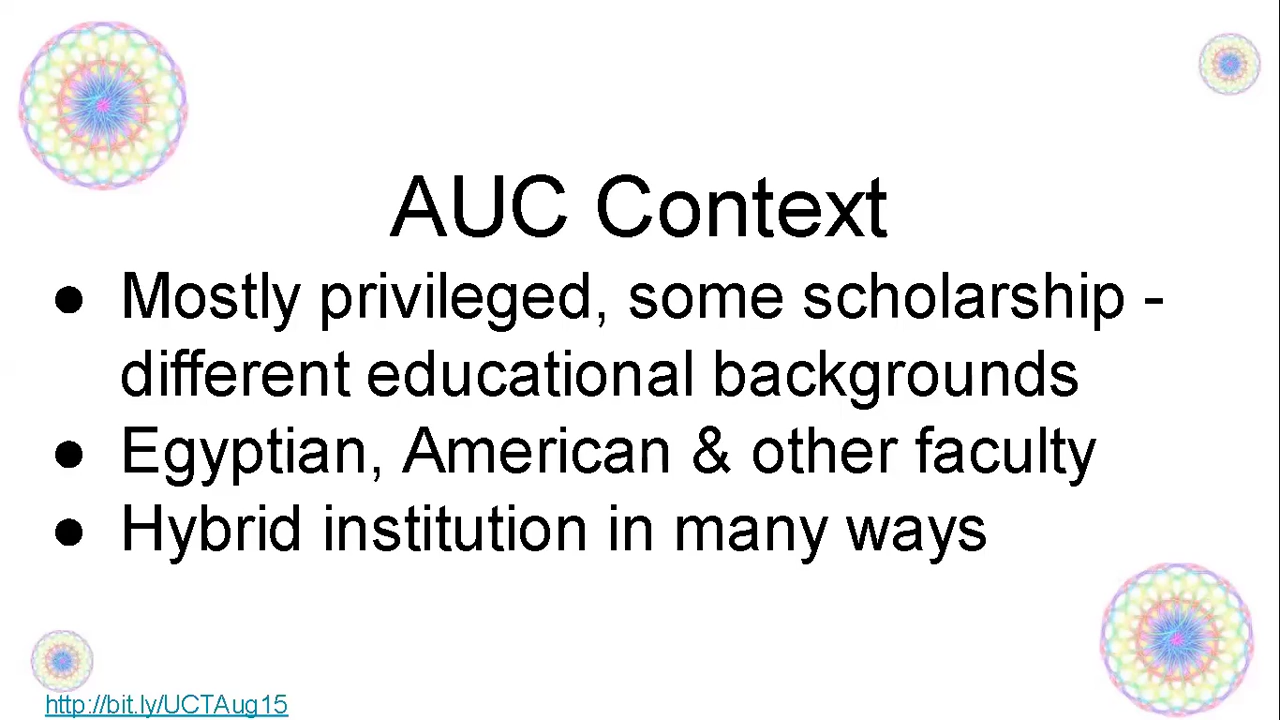 AUC Context
● Mostly privileged, some scholarship -
different educational backgrounds
● Egyptian, American & other faculty
● Hybrid institution in many ways
http://bit.ly/UCTAug15